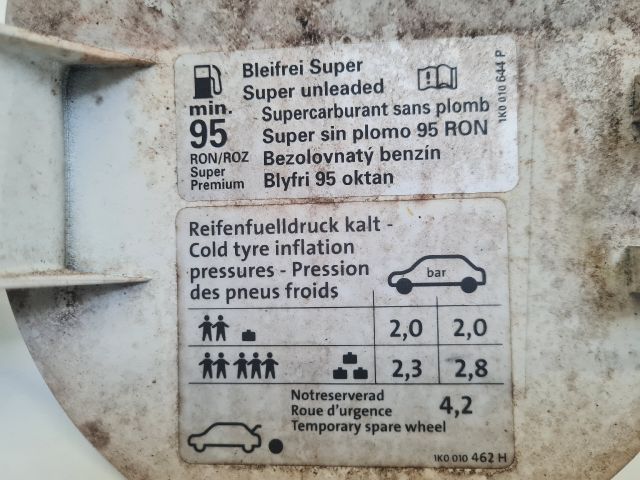 Bleifrei Super
Super unleaded
min.
95
RON/ROZ
Super
Premium
Supercarburant sans plomb
Super sin plomo 95 RON
Bezolovnatý benzín
Blyfri 95 oktan
1K0 010 644 P
Reifenfuelldruck kalt -
Cold tyre inflation
pressures - Pression
des pneus froids
bar
2,0 2,0
2,3 2,8
Notreserverad
Roue d'urgence
Temporary spare wheel
4,2
1K0 010 462 H